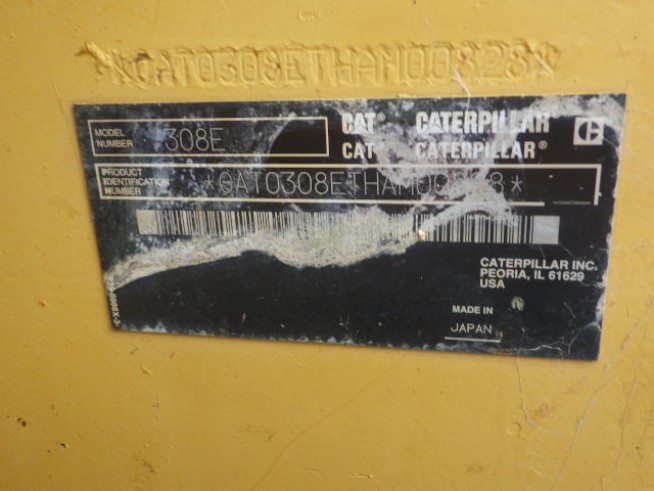 *CAT0308ETHAM00828*
MODEL NUMBER 308E
CAT® CATERPILLAR
CAT® CATERPILLAR®
PRODUCT IDENTIFICATION NUMBER *CAT0308ETHAM00828*
CATERPILLAR INC.
PEORIA, IL 61629
USA
MADE IN
JAPAN